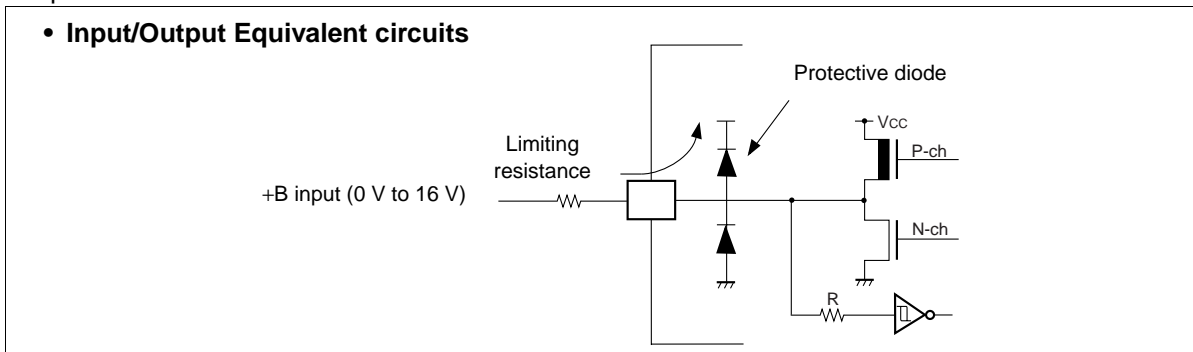 • Input/Output Equivalent circuits
Protective diode
Limiting
resistance
VCC
P-ch
+B input (0 V to 16 V)
N-ch
R